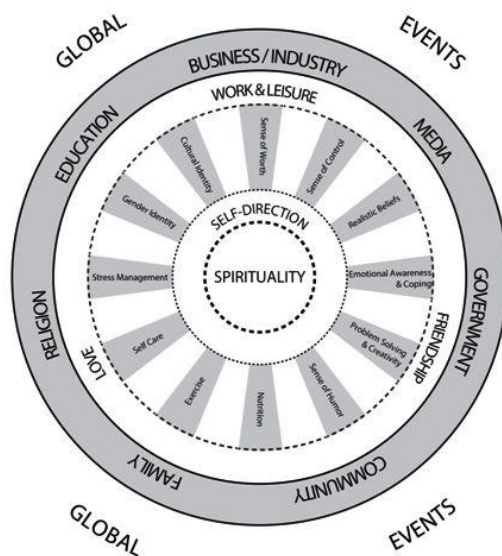 GLOBAL
EVENTS
BUSINESS / INDUSTRY
EDUCATION
MEDIA
WORK & LEISURE
Sense of Worth
Cultural Identity
Sense of Control
Gender Identity
Realistic Beliefs
SELF-DIRECTION
Stress Management
SPIRITUALITY
Emotional Awareness
& Coping
GOVERNMENT
RELIGION
LOVE
FRIENDSHIP
Self Care
Problem Solving
& Creativity
Exercise
Nutrition
Sense of Humor
FAMILY
COMMUNITY
GLOBAL
EVENTS